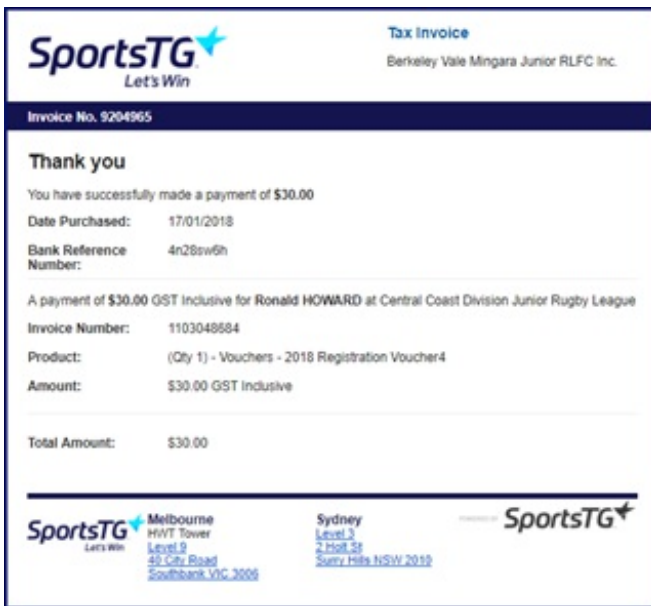 SportsTG
Let's Win
Tax Invoice
Berkeley Vale Mingara Junior RLFC Inc.
Invoice No. 9204965
Thank you
You have successfully made a payment of $30.00
Date Purchased: 17/01/2018
Bank Reference
Number: 4n28sw6h
A payment of $30.00 GST Inclusive for Ronald HOWARD at Central Coast Division Junior Rugby League
Invoice Number: 1103048684
Product: (Qty 1) - Vouchers - 2018 Registration Voucher4
Amount: $30.00 GST Inclusive
Total Amount: $30.00
SportsTG
Let's Win
Melbourne
HWT Tower
Level 9
40 City Road
Southbank VIC 3006
Sydney
Level 3
2 Holt St
Surry Hills NSW 2010
SportsTG